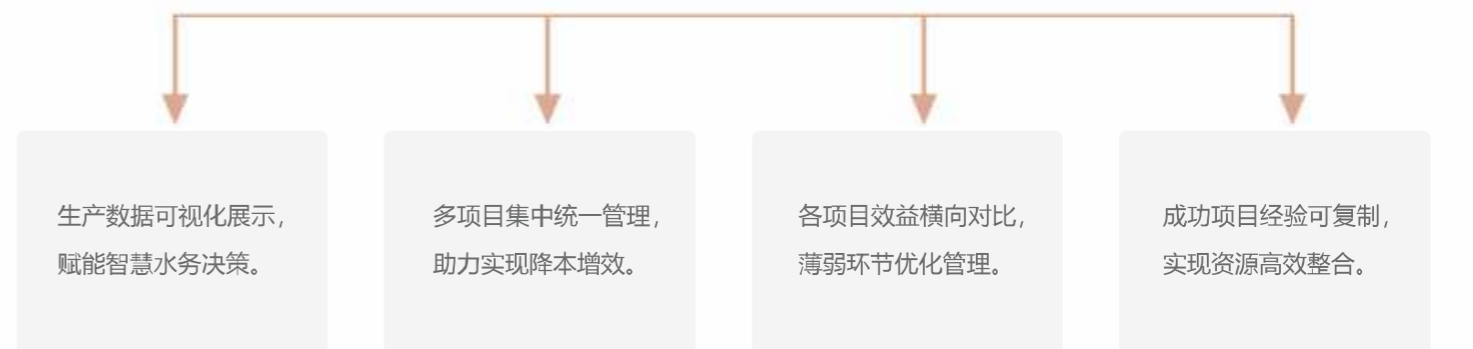 生产数据可视化展示，
赋能智慧水务决策。
多项目集中统一管理，
助力实现降本增效。
各项目效益横向对比，
薄弱环节优化管理。
成功项目经验可复制，
实现资源高效整合。